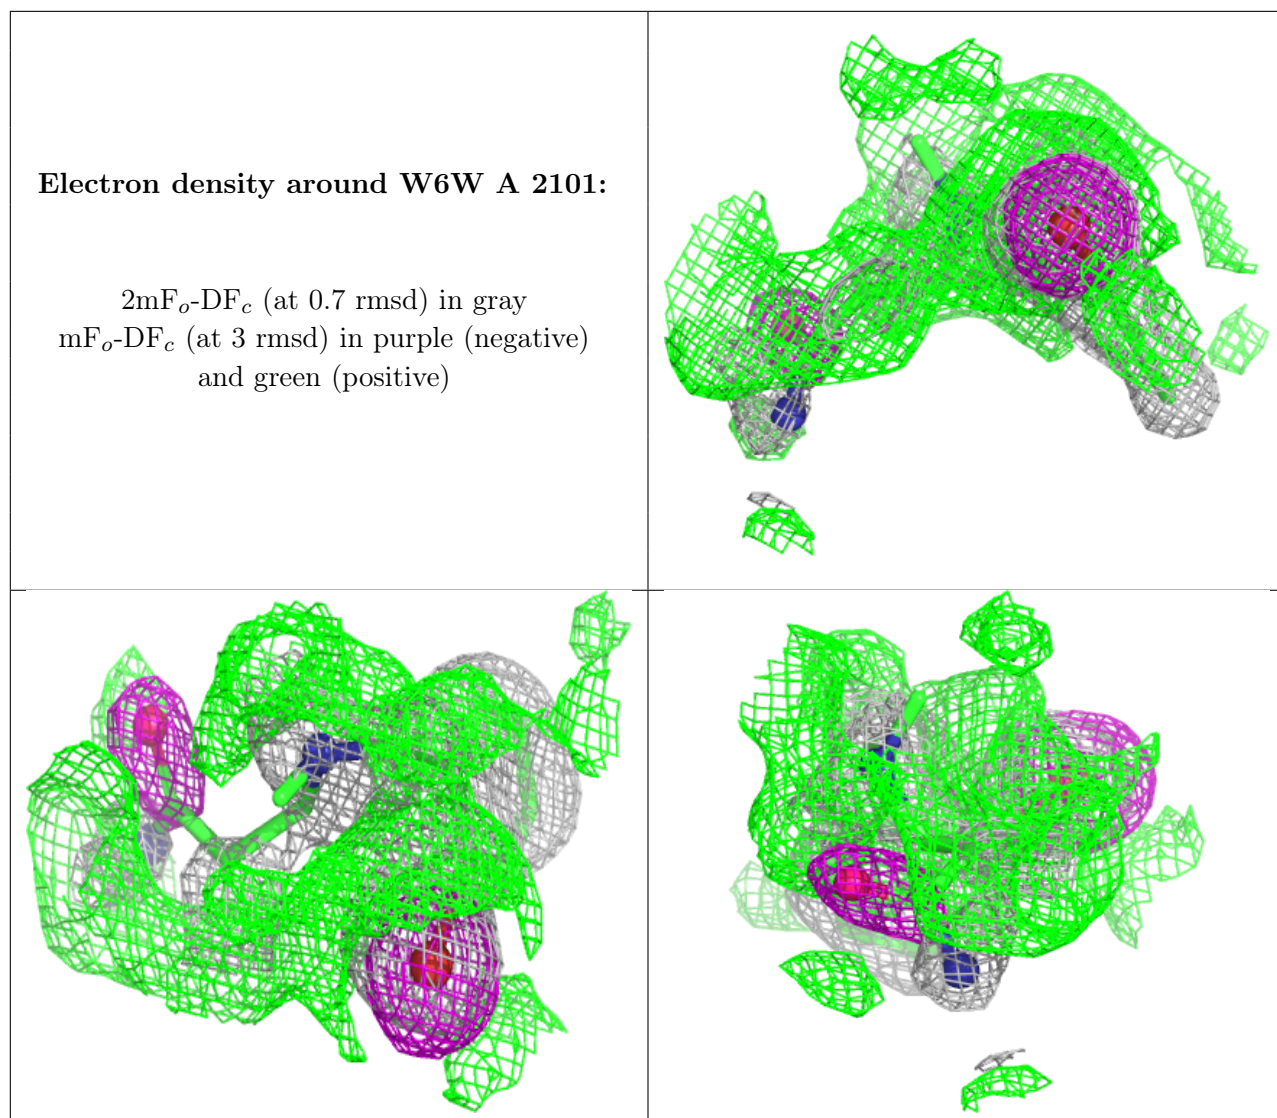 Electron density around W6W A 2101:
2mFo-DFc (at 0.7 rmsd) in gray
mFo-DFc (at 3 rmsd) in purple (negative)
and green (positive)